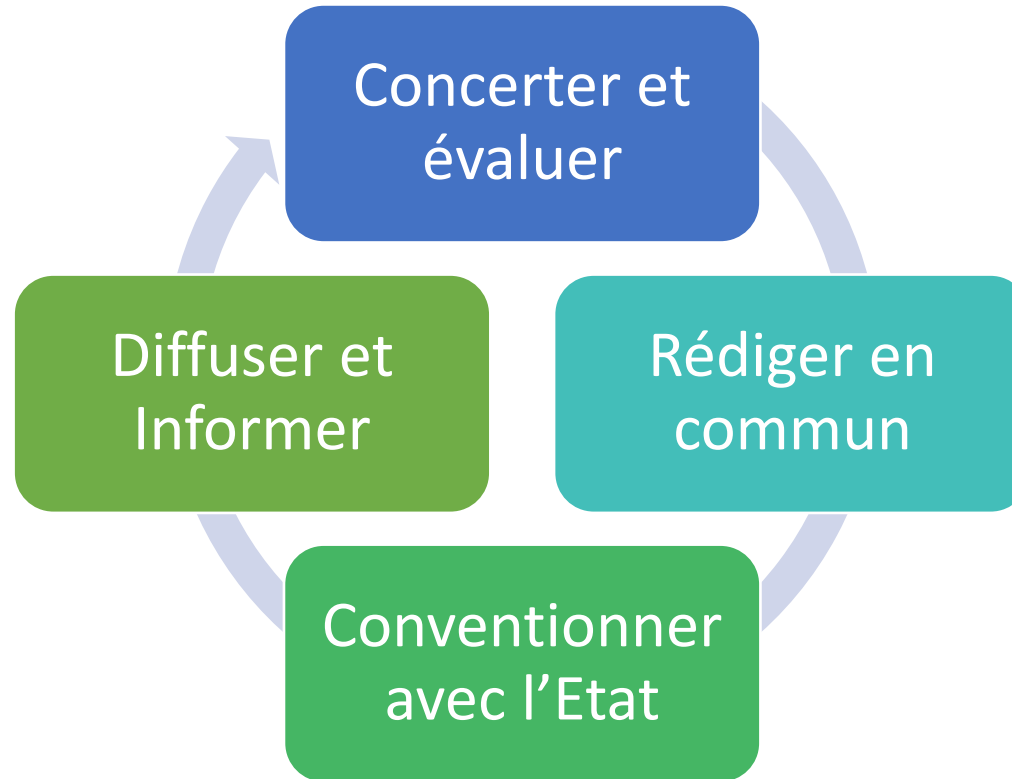 Concerter et
évaluer
Rédiger en
commun
Conventionner
avec l’Etat
Diffuser et
Informer